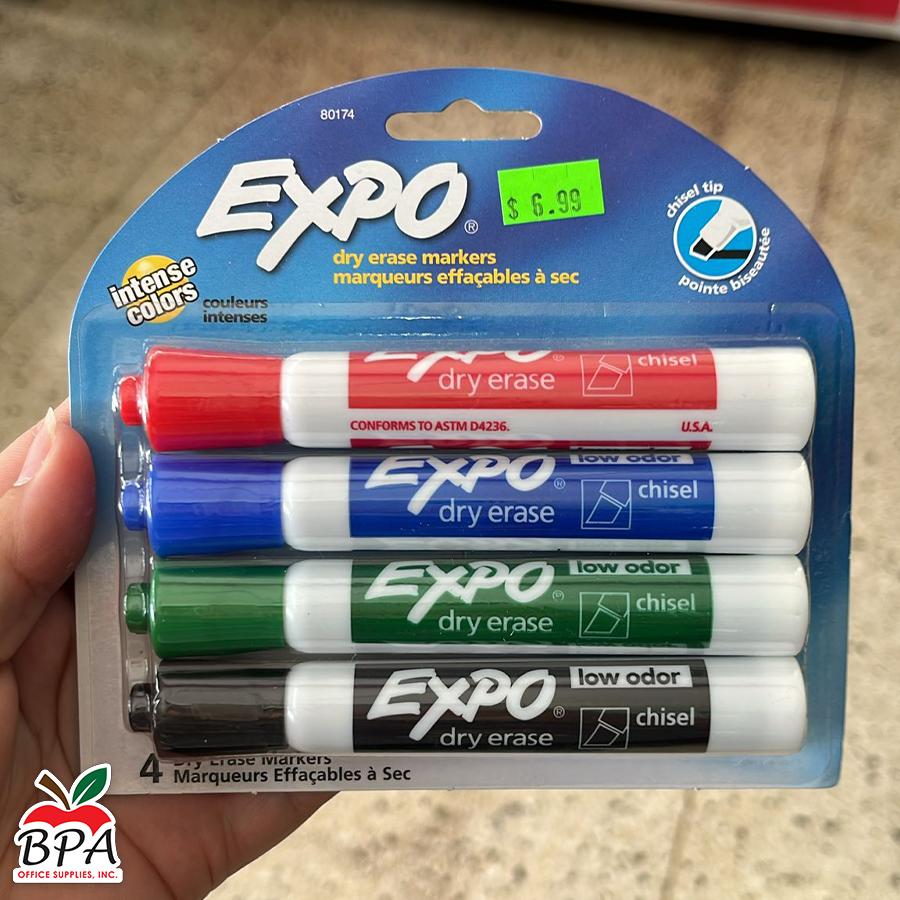 80174
EXPO®
$ 6.99
dry erase markers
marqueurs effaçables à sec
chisel tip
pointe biseautée
intense
colors
couleurs
intenses
EXPO®
dry erase
chisel
CONFORMS TO ASTM D4236.
U.S.A.
EXPO®
low odor
dry erase
chisel
EXPO®
low odor
dry erase
chisel
EXPO®
low odor
dry erase
chisel
4 Dry Erase Markers
Marqueurs Effaçables à Sec
BPA
OFFICE SUPPLIES, INC.